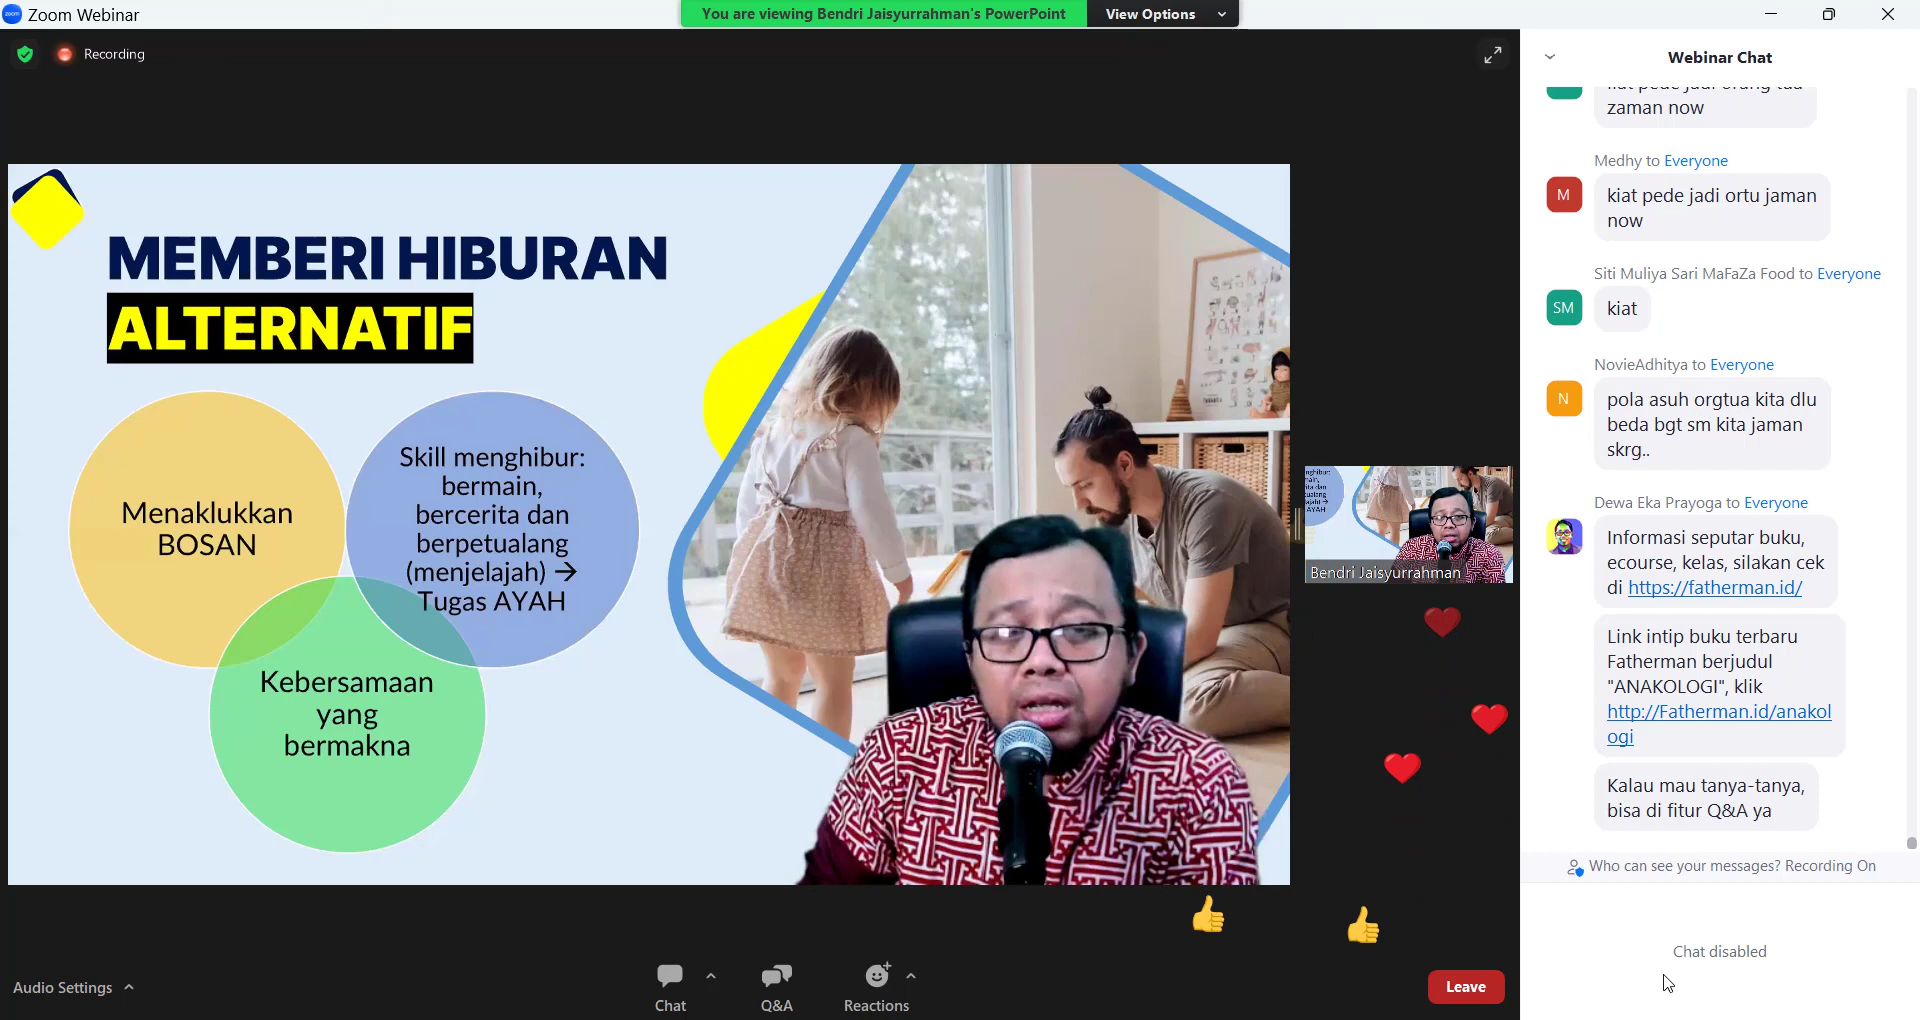 zoom
Zoom Webinar
You are viewing Bendri Jaisyurrahman's PowerPoint
View Options
Recording
MEMBERI HIBURAN
ALTERNATIF
Menaklukkan
BOSAN
Skill menghibur:
bermain,
bercerita dan
berpetualang
(menjelajah) →
Tugas AYAH
Kebersamaan
yang
bermakna
Bendri Jaisyurrahman
Audio Settings
Chat
Q&A
Reactions
Leave
Webinar Chat
zaman now
Medhy to Everyone
M
kiat pede jadi ortu jaman
now
Siti Muliya Sari MaFaZa Food to Everyone
SM
kiat
NovieAdhitya to Everyone
N
pola asuh orgtua kita dlu
beda bgt sm kita jaman
skrg..
Dewa Eka Prayoga to Everyone
Informasi seputar buku,
ecourse, kelas, silakan cek
di https://fatherman.id/
Link intip buku terbaru
Fatherman berjudul
"ANAKOLOGI", klik
http://Fatherman.id/anakol
ogi
Kalau mau tanya-tanya,
bisa di fitur Q&A ya
Who can see your messages? Recording On
Chat disabled